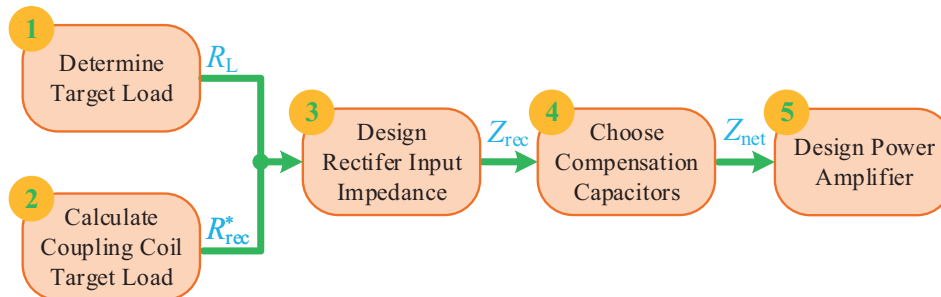 1
Determine
Target Load
R_L
2
Calculate
Coupling Coil
Target Load
R*_rec
3
Design
Rectifer Input
Impedance
Z_rec
4
Choose
Compensation
Capacitors
Z_net
5
Design Power
Amplifier